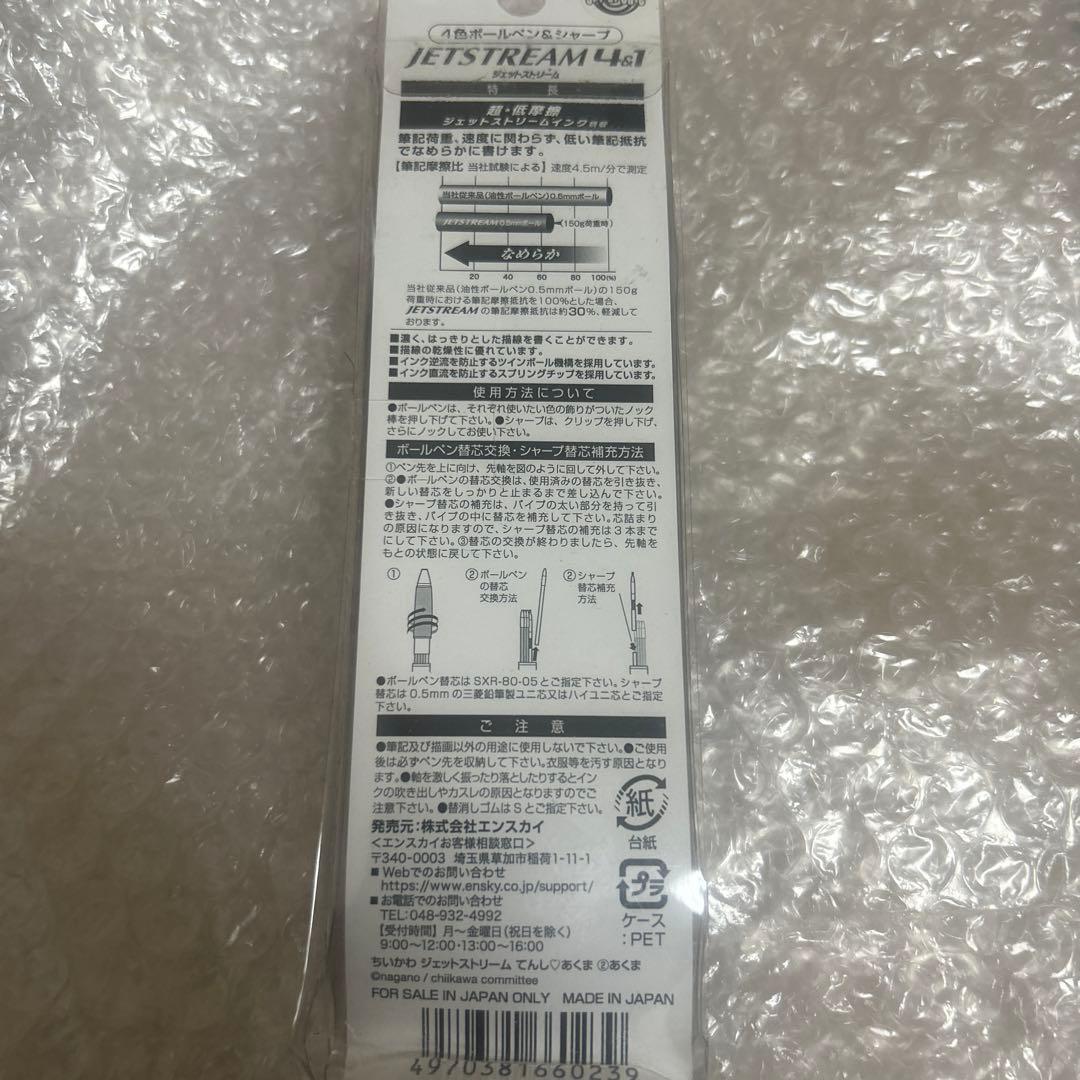 4色ボールペン&シャープ
JETSTREAM 4&1
ジェットストリーム
特長
超・低摩擦
ジェットストリームインク搭載
筆記荷重、速度に関わらず、低い筆記抵抗
でなめらかに書けます。
【筆記摩擦比 当社試験による】速度4.5m/分で測定
当社従来品(油性ボールペン)0.5mmボール
JETSTREAM 0.5mmボール (150g荷重時)
なめらか
20 40 60 80 100(%)
当社従来品(油性ボールペン0.5mmボール)の150g
荷重時における筆記摩擦抵抗を100%とした場合、
JETSTREAMの筆記摩擦抵抗は約30%、軽減して
おります。
■濃く、はっきりとした描線を書くことができます。
■描線の乾燥性に優れています。
■インク逆流を防止するツインボール機構を採用しています。
■インク直流を防止するスプリングチップを採用しています。
使用方法について
●ボールペンは、それぞれ使いたい色の飾りがついたノック
棒を押し下げて下さい。●シャープは、クリップを押し下げ、
さらにノックしてお使い下さい。
ボールペン替芯交換・シャープ替芯補充方法
①ペン先を上に向け、先軸を図のように回して外して下さい。
②●ボールペンの替芯交換は、使用済みの替芯を引き抜き、
新しい替芯をしっかりと止まるまで差し込んで下さい。
●シャープ替芯の補充は、パイプの太い部分を持って引
き抜き、パイプの中に替芯を補充して下さい。芯詰まり
の原因になりますので、シャープ替芯の補充は3本まで
にして下さい。③替芯の交換が終わりましたら、先軸を
もとの状態に戻して下さい。
①
②ボールペン
の替芯
交換方法
②シャープ
替芯補充
方法
●ボールペン替芯は SXR-80-05とご指定下さい。シャープ
替芯は0.5mmの三菱鉛筆製ユニ芯又はハイユニ芯とご指定
下さい。
ご注意
●筆記及び描画以外の用途に使用しないで下さい。●ご使用
後は必ずペン先を収納して下さい。衣服等を汚す原因となり
ます。●軸を激しく振ったり落としたりするとイン
クの吹き出しやカスレの原因となりますのでご
注意下さい。●替消しゴムはSとご指定下さい。
紙
台紙
発売元:株式会社エンスカイ
<エンスカイお客様相談窓口>
〒340-0003 埼玉県草加市稲荷1-11-1
■Webでのお問い合わせ
https://www.ensky.co.jp/support/
■お電話でのお問い合わせ
TEL:048-932-4992
【受付時間】月〜金曜日(祝日を除く)
9:00〜12:00・13:00〜16:00
プラ
ケース
:PET
ちいかわ ジェットストリーム てんし♡あくま ②あくま
©nagano / chiikawa committee
FOR SALE IN JAPAN ONLY MADE IN JAPAN
4970381660239